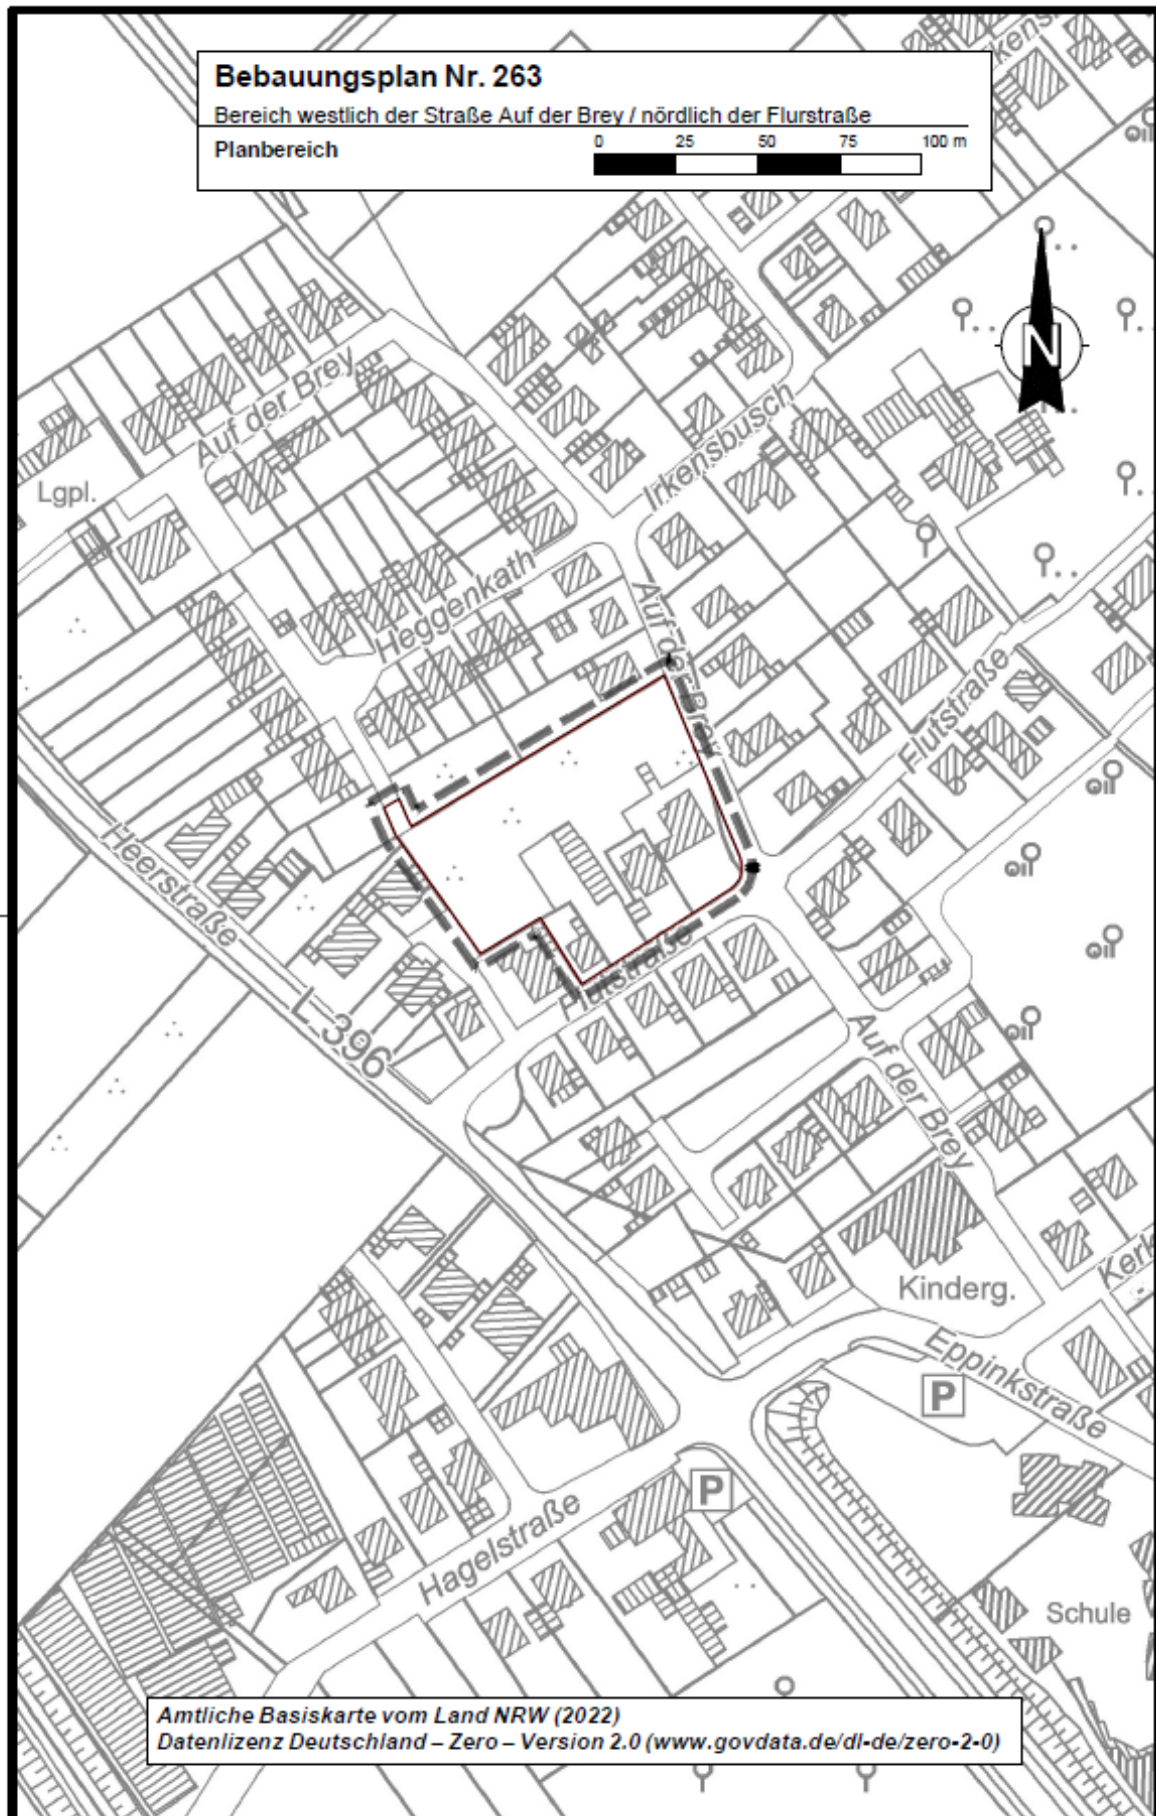 Bebauungsplan Nr. 263
Bereich westlich der Straße Auf der Brey / nördlich der Flurstraße
Planbereich
0 25 50 75 100 m
N
Auf der Brey
Lgpl.
Irkensbusch
Heggenkath
Auf der Brey
Flutstraße
Heerstraße
L 396
Auf der Brey
Kinderg.
Eppinkstraße
P
P
Hagelstraße
Schule
Amtliche Basiskarte vom Land NRW (2022)
Datenlizenz Deutschland – Zero – Version 2.0 (www.govdata.de/dl-de/zero-2-0)